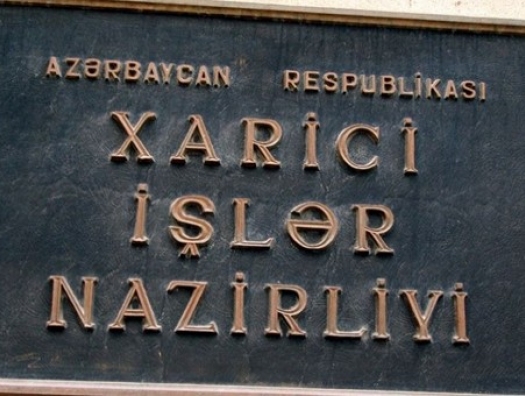 AZƏRBAYCAN RESPUBLİKASI
XARİCİ
İŞLƏR
NAZİRLİYİ